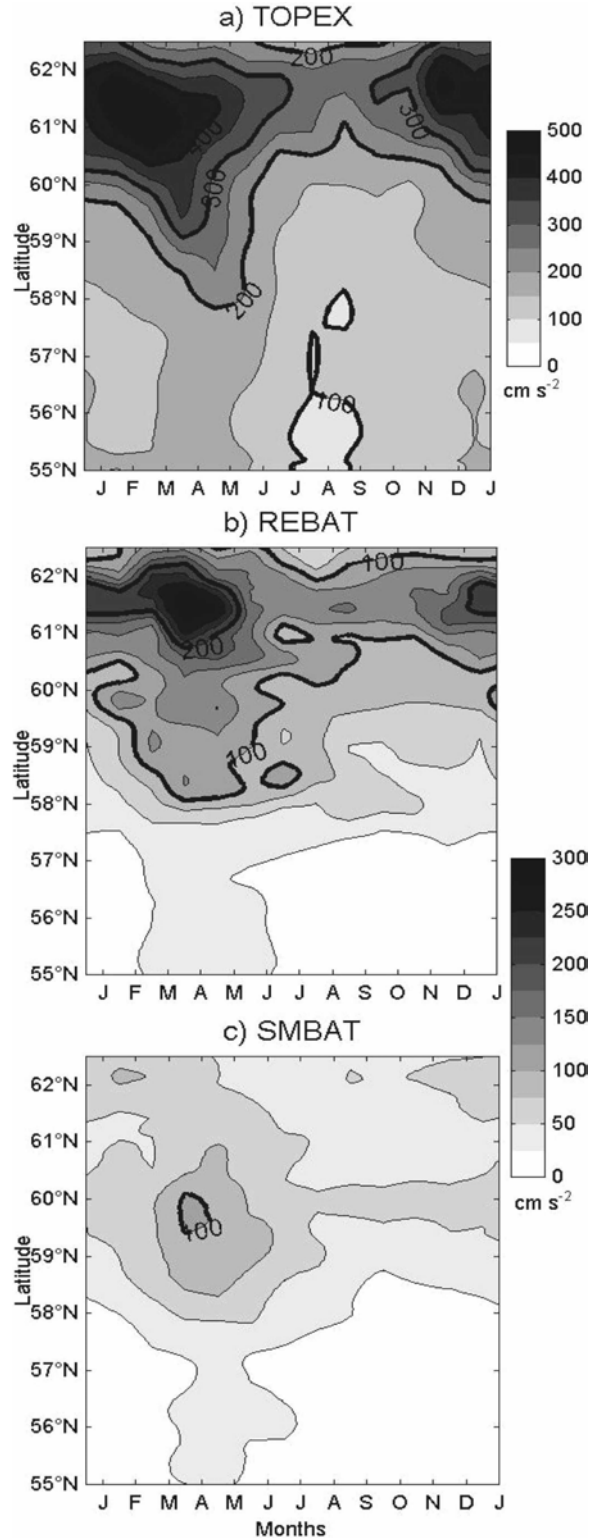 a) TOPEX
200
62°N
61°N
60°N
59°N
58°N
57°N
56°N
55°N
Latitude
400
300
300
200
100
J F M A M J J A S O N D J
500
400
300
200
100
0
cm s-2
b) REBAT
100
62°N
61°N
60°N
59°N
58°N
57°N
56°N
55°N
Latitude
200
100
J F M A M J J A S O N D J
300
250
200
150
100
50
0
cm s-2
c) SMBAT
62°N
61°N
60°N
59°N
58°N
57°N
56°N
55°N
Latitude
100
J F M A M J J A S O N D J
Months